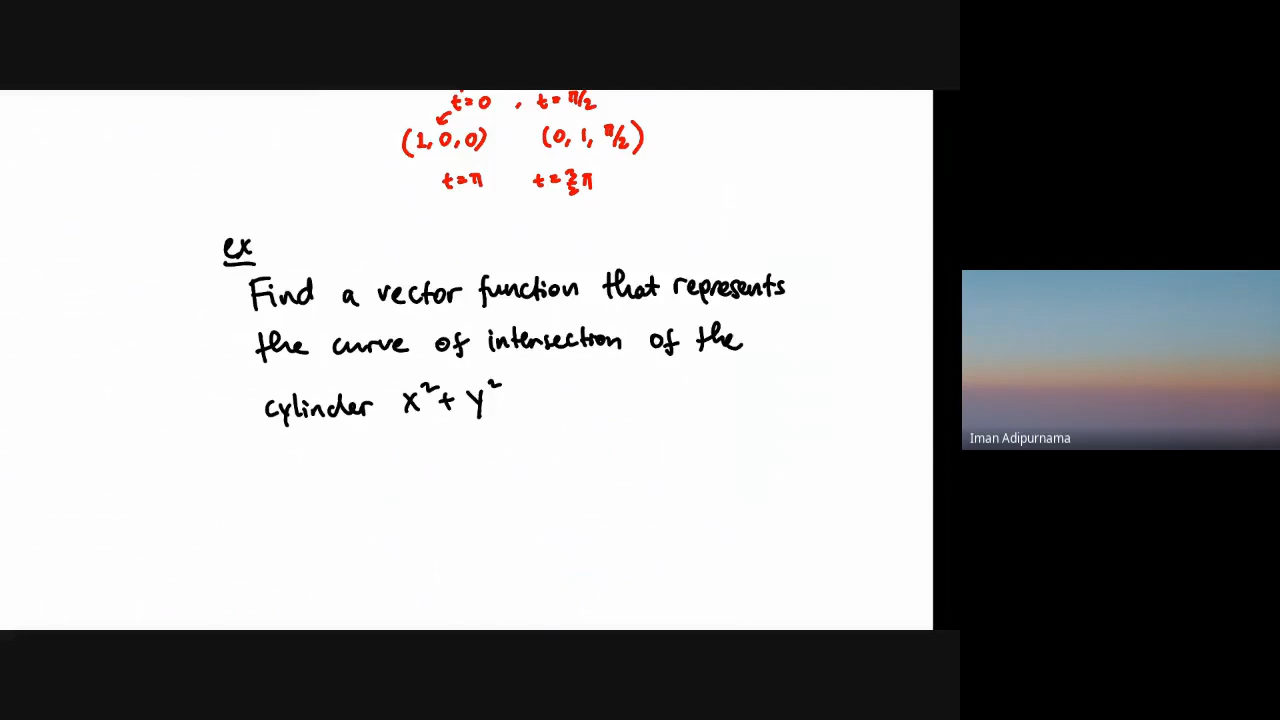 t=0 , t=π/2
(1,0,0) (0, 1, π/2)
t=π t=3/2 π
ex
Find a vector function that represents
the curve of intersection of the
cylinder x²+ y²
Iman Adipurnama